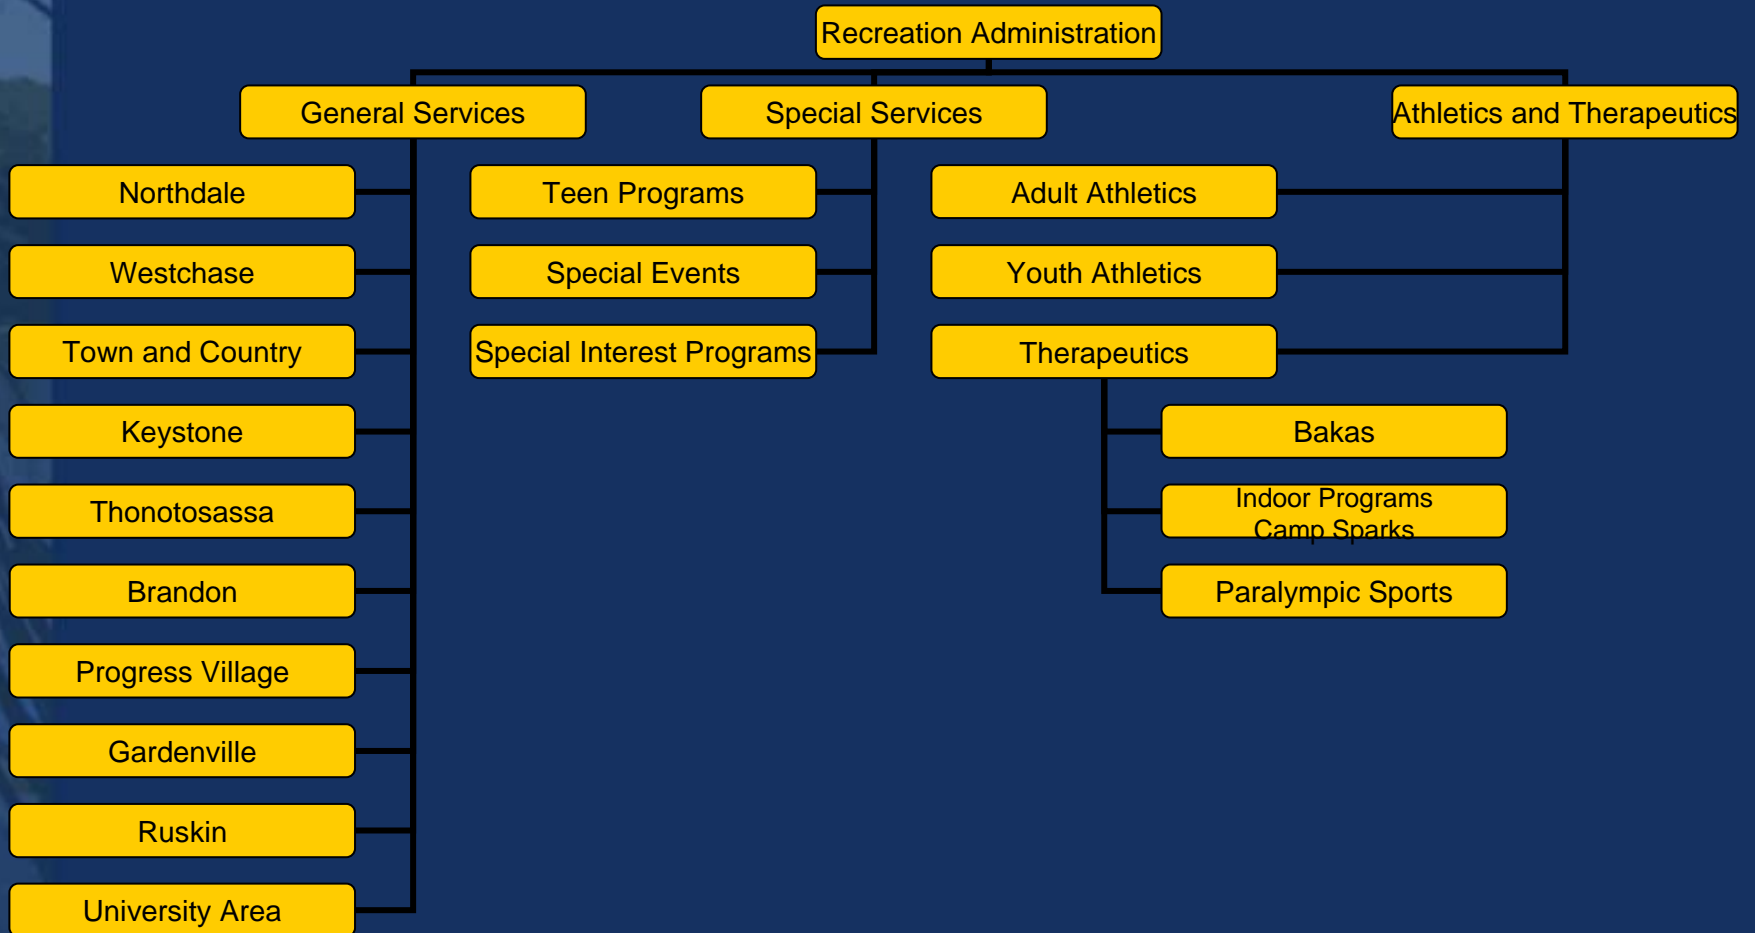 Recreation Administration
General Services
Special Services
Athletics and Therapeutics
Northdale
Teen Programs
Adult Athletics
Westchase
Special Events
Youth Athletics
Town and Country
Special Interest Programs
Therapeutics
Keystone
Bakas
Thonotosassa
Indoor Programs
Camp Sparks
Brandon
Paralympic Sports
Progress Village
Gardenville
Ruskin
University Area